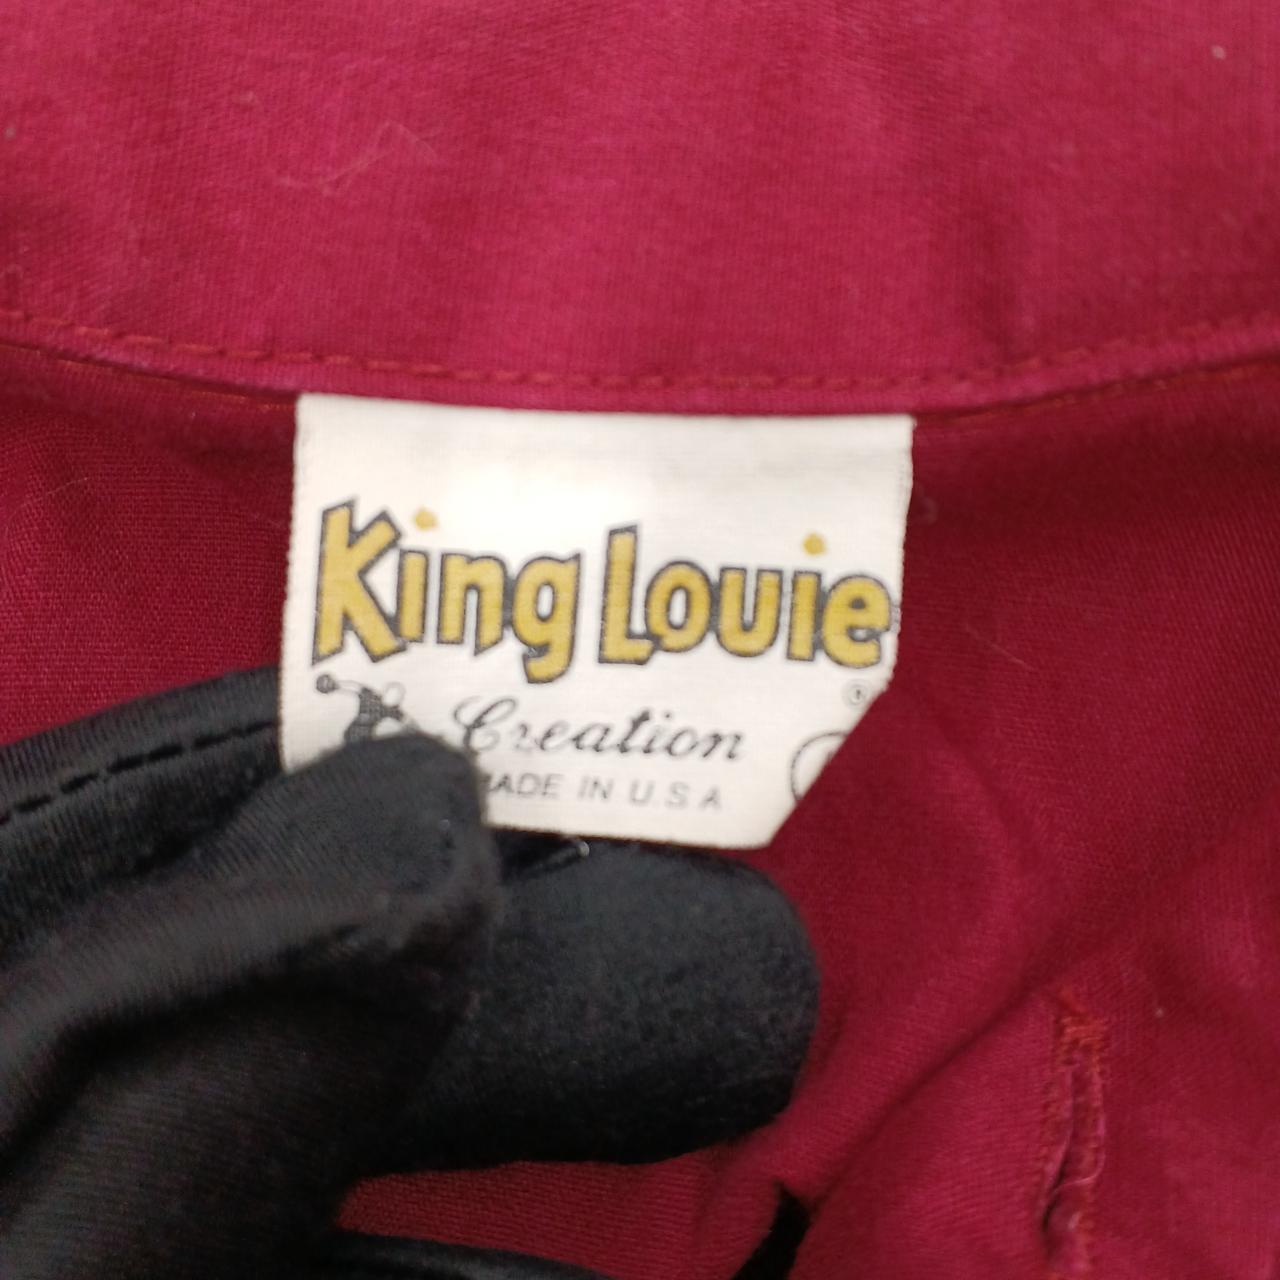 King Louie
®
Creation
MADE IN U.S.A